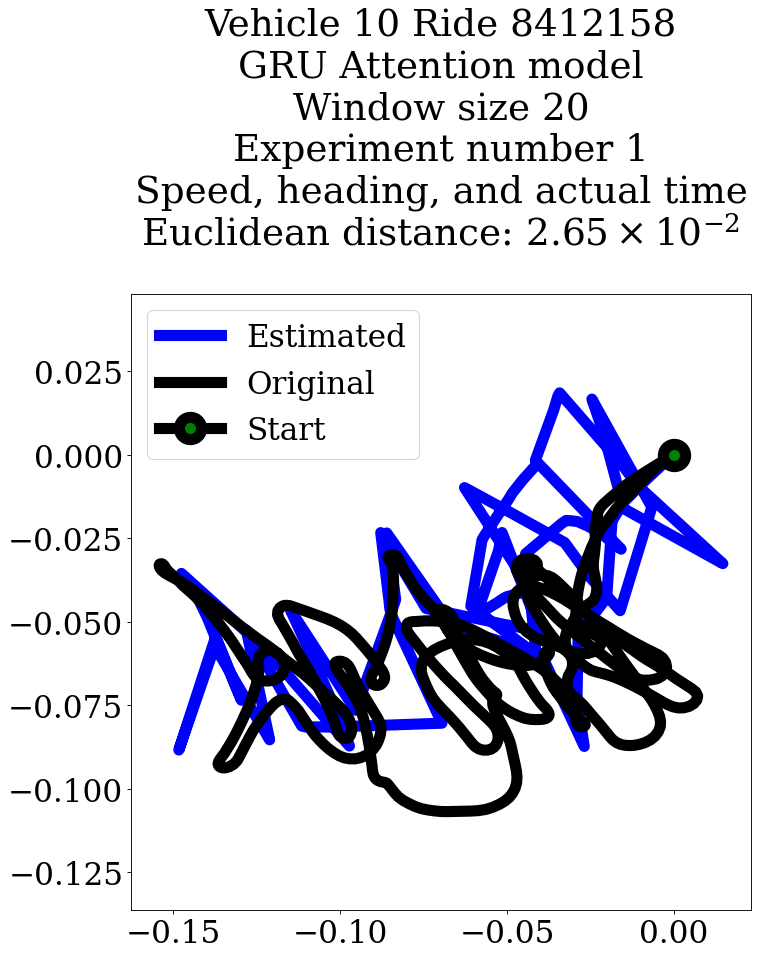 Vehicle 10 Ride 8412158
GRU Attention model
Window size 20
Experiment number 1
Speed, heading, and actual time
Euclidean distance: 2.65 × 10⁻²
Estimated
Original
Start
0.025
0.000
−0.025
−0.050
−0.075
−0.100
−0.125
−0.15 −0.10 −0.05 0.00